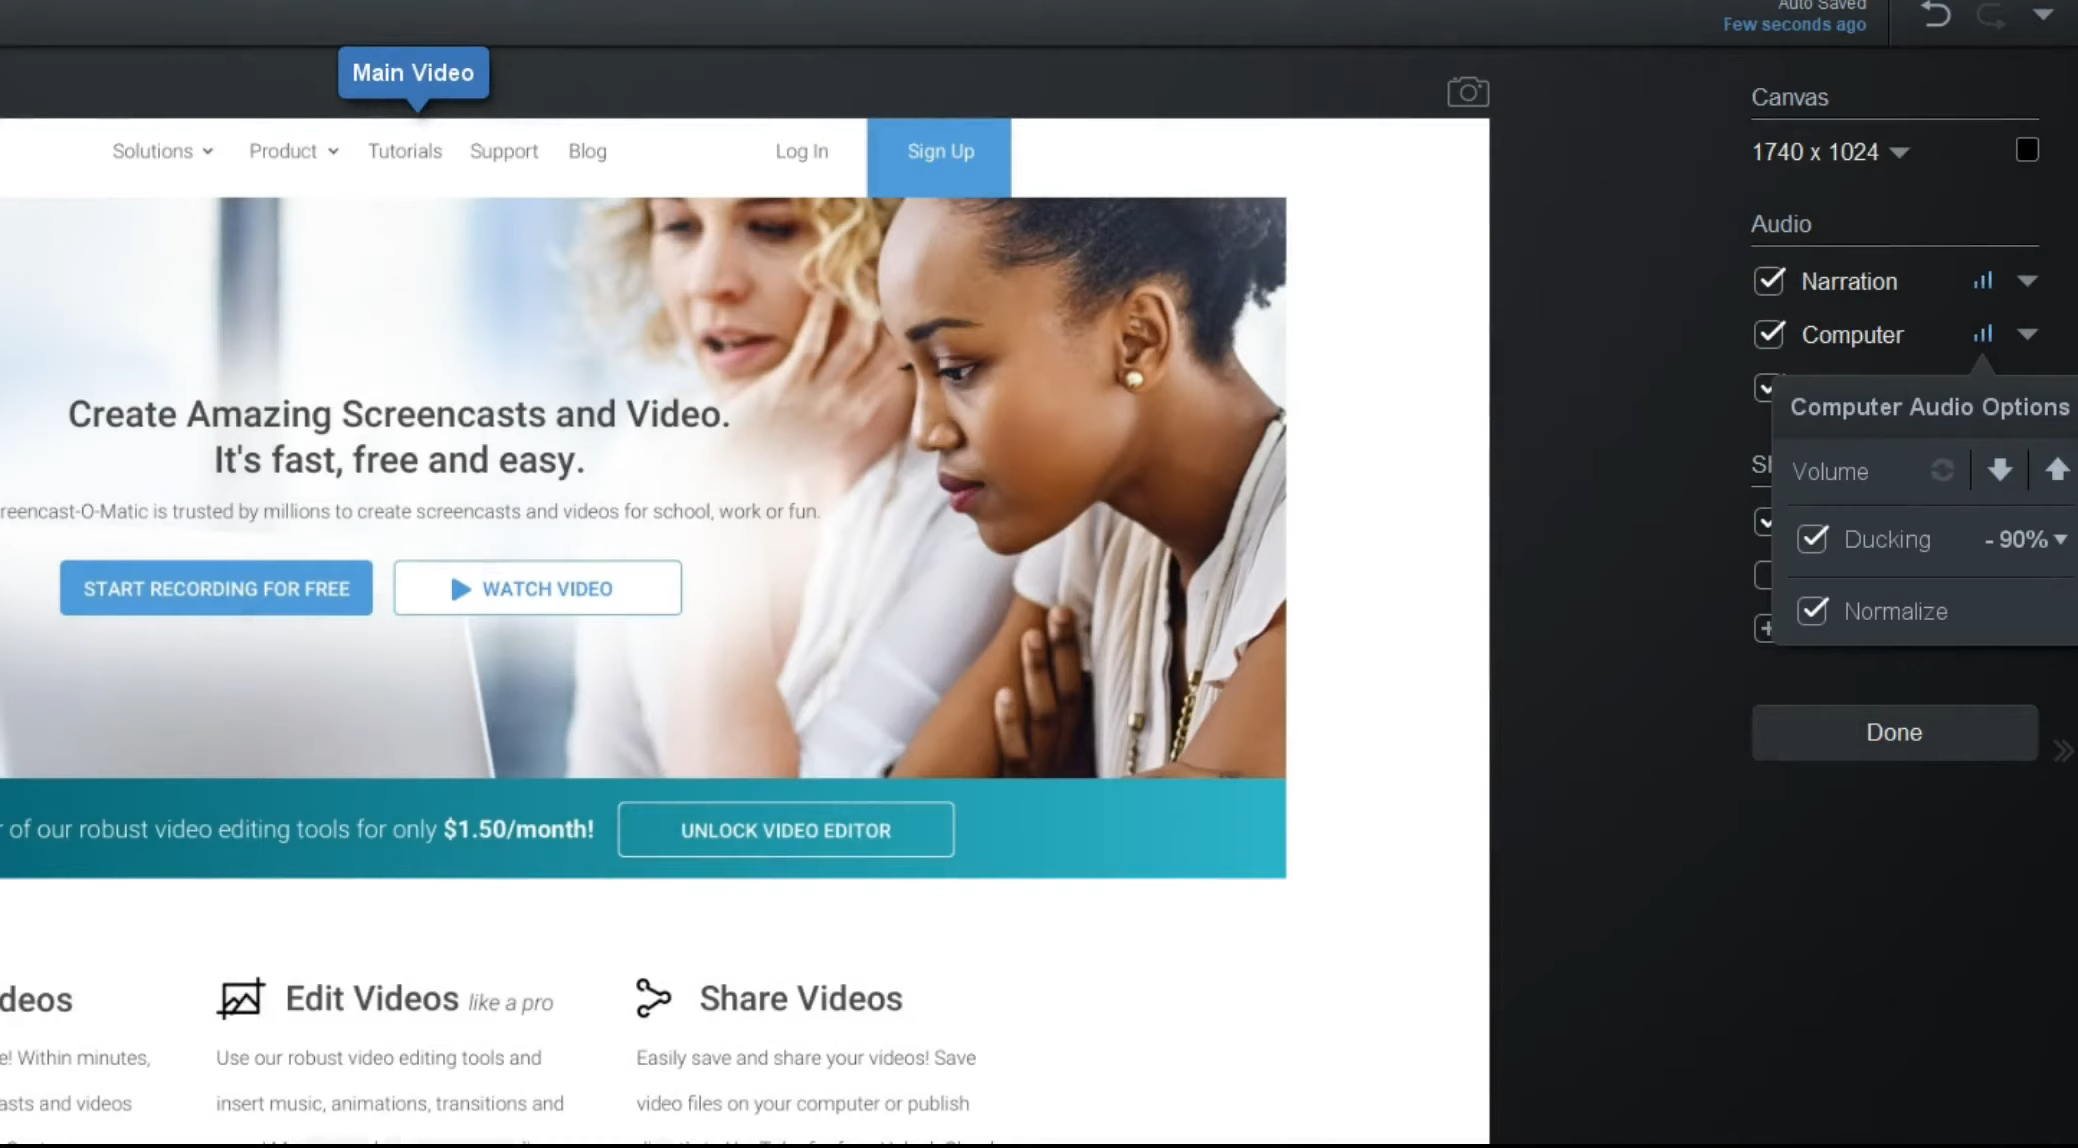 Auto Saved
Few seconds ago
Main Video
Canvas
Solutions Product Tutorials Support Blog Log In Sign Up
1740 x 1024
Audio
Narration
Computer
Computer Audio Options
Volume
Ducking - 90%
Normalize
Done
Create Amazing Screencasts and Video.
It's fast, free and easy.
reencast-O-Matic is trusted by millions to create screencasts and videos for school, work or fun.
START RECORDING FOR FREE WATCH VIDEO
of our robust video editing tools for only $1.50/month! UNLOCK VIDEO EDITOR
deos
e! Within minutes,
asts and videos
Edit Videos like a pro
Use our robust video editing tools and
insert music, animations, transitions and
Share Videos
Easily save and share your videos! Save
video files on your computer or publish